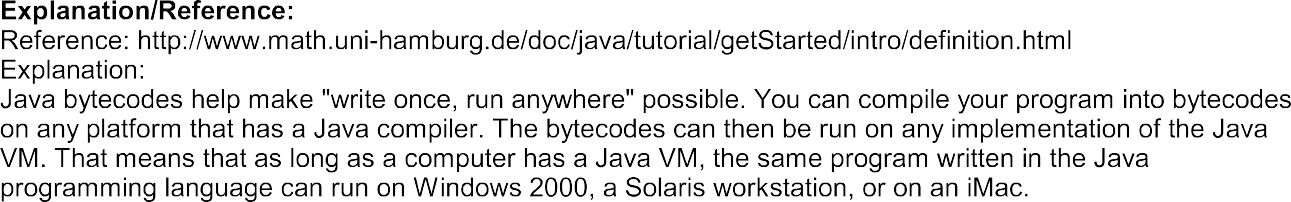 Explanation/Reference:
Reference: http://www.math.uni-hamburg.de/doc/java/tutorial/getStarted/intro/definition.html
Explanation:
Java bytecodes help make "write once, run anywhere" possible. You can compile your program into bytecodes
on any platform that has a Java compiler. The bytecodes can then be run on any implementation of the Java
VM. That means that as long as a computer has a Java VM, the same program written in the Java
programming language can run on Windows 2000, a Solaris workstation, or on an iMac.